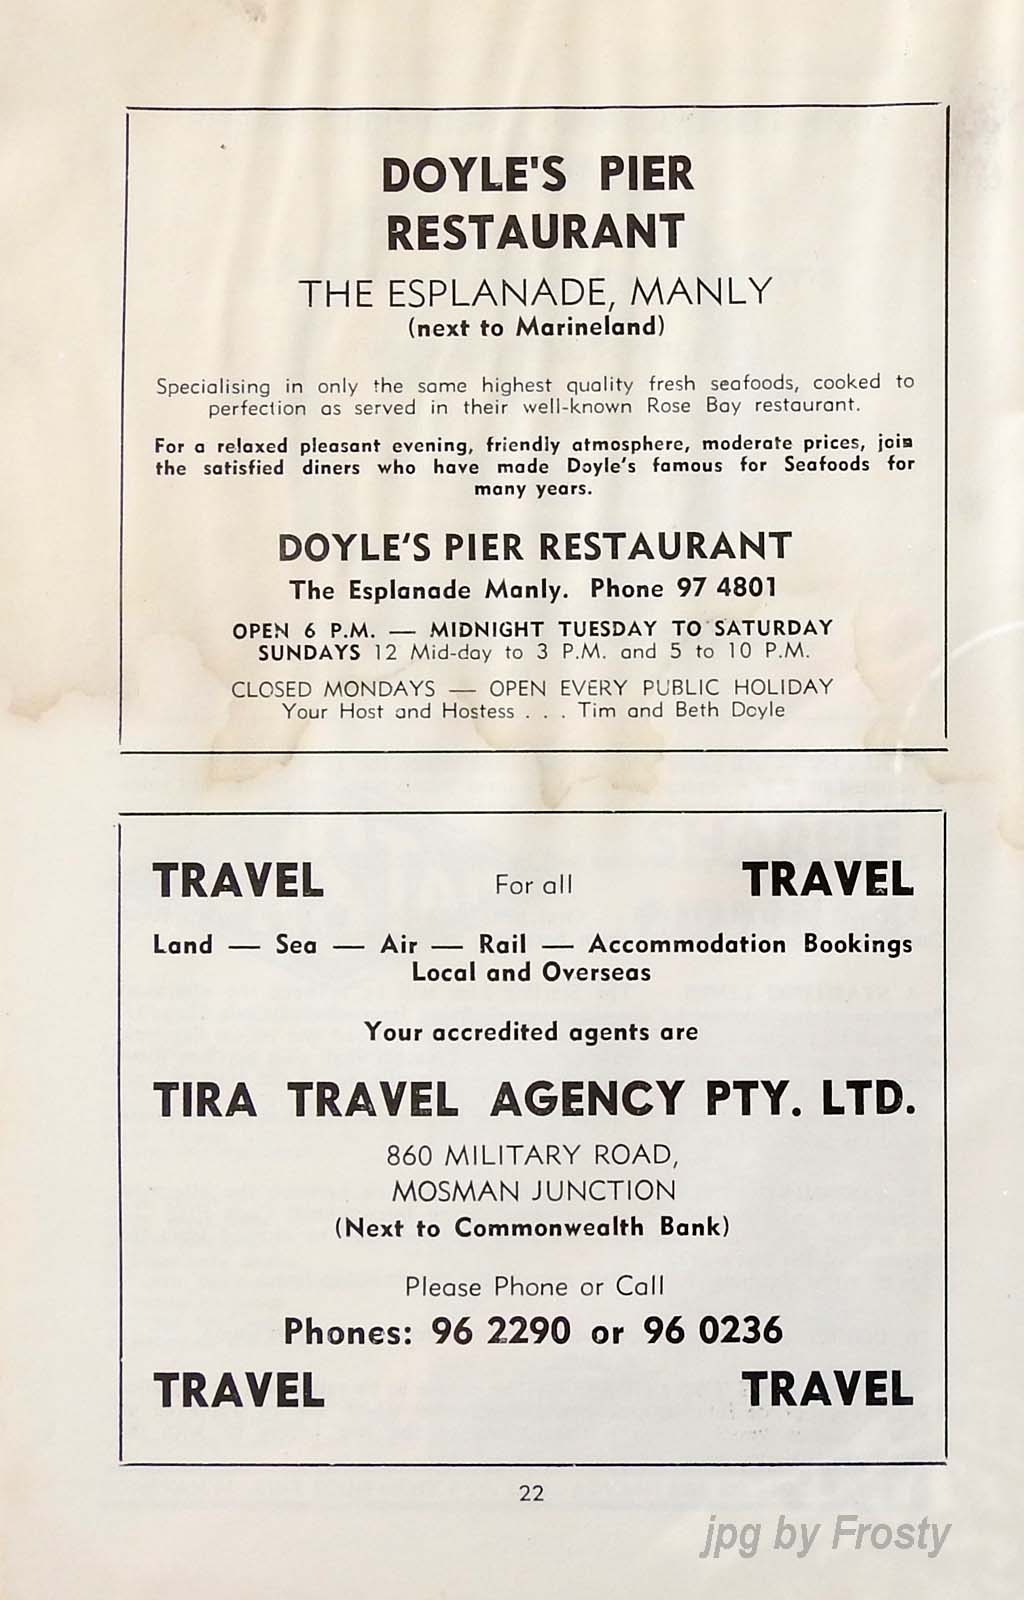 DOYLE'S PIER
RESTAURANT
THE ESPLANADE, MANLY
(next to Marineland)
Specialising in only the same highest quality fresh seafoods, cooked to
perfection as served in their well-known Rose Bay restaurant.
For a relaxed pleasant evening, friendly atmosphere, moderate prices, join
the satisfied diners who have made Doyle's famous for Seafoods for
many years.
DOYLE'S PIER RESTAURANT
The Esplanade Manly. Phone 97 4801
OPEN 6 P.M. — MIDNIGHT TUESDAY TO SATURDAY
SUNDAYS 12 Mid-day to 3 P.M. and 5 to 10 P.M.
CLOSED MONDAYS — OPEN EVERY PUBLIC HOLIDAY
Your Host and Hostess . . . Tim and Beth Doyle
TRAVEL For all TRAVEL
Land — Sea — Air — Rail — Accommodation Bookings
Local and Overseas
Your accredited agents are
TIRA TRAVEL AGENCY PTY. LTD.
860 MILITARY ROAD,
MOSMAN JUNCTION
(Next to Commonwealth Bank)
Please Phone or Call
Phones: 96 2290 or 96 0236
TRAVEL TRAVEL
22
jpg by Frosty